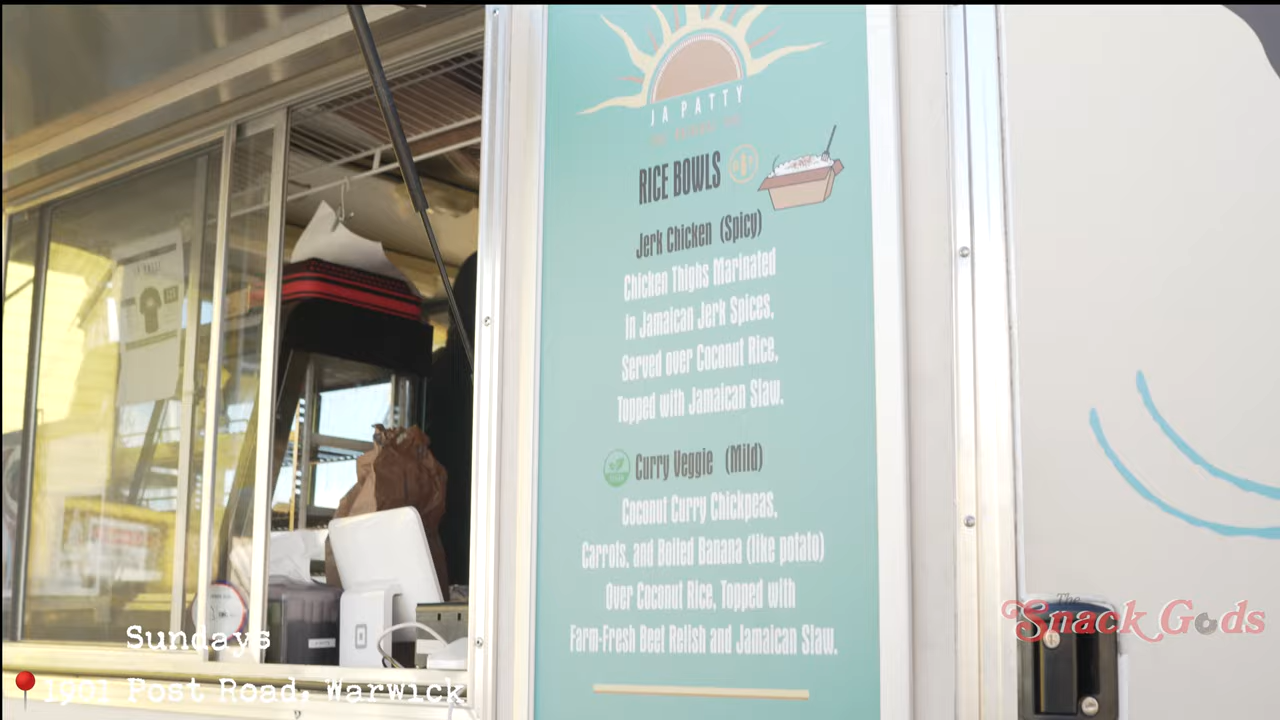 JA PATTY
RICE BOWLS
Jerk Chicken (Spicy)
Chicken Thighs Marinated
in Jamaican Jerk Spices,
Served over Coconut Rice,
Topped with Jamaican Slaw.
Curry Veggie (Mild)
Coconut Curry Chickpeas,
Carrots, and Boiled Banana (like potato)
Over Coconut Rice, Topped with
Farm-Fresh Beet Relish and Jamaican Slaw.
The
Snack Gods
Sundays
1901 Post Road, Warwick